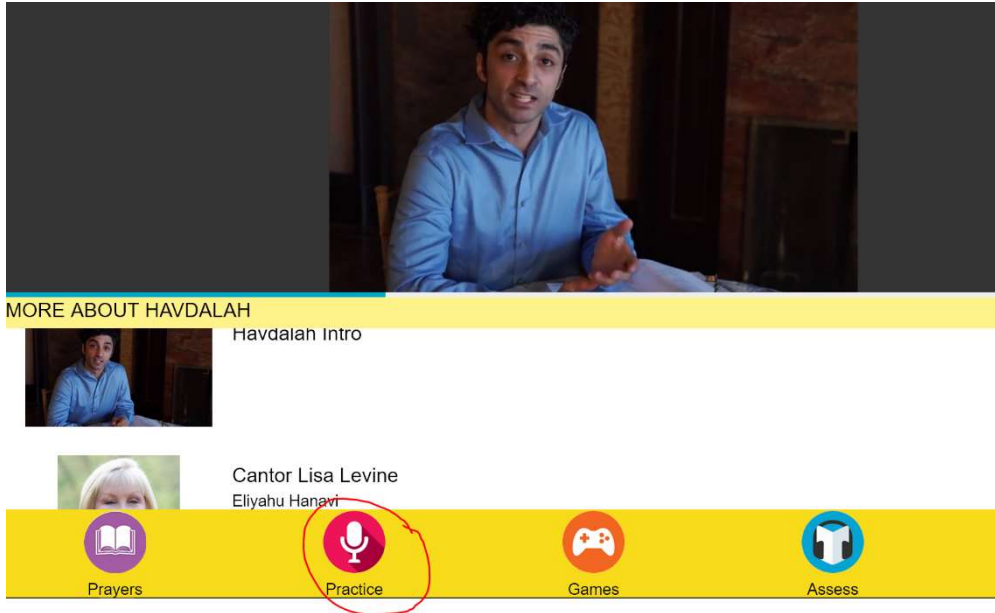 MORE ABOUT HAVDALAH
Havdalah Intro
Cantor Lisa Levine
Eliyahu Hanavi
Prayers
Practice
Games
Assess